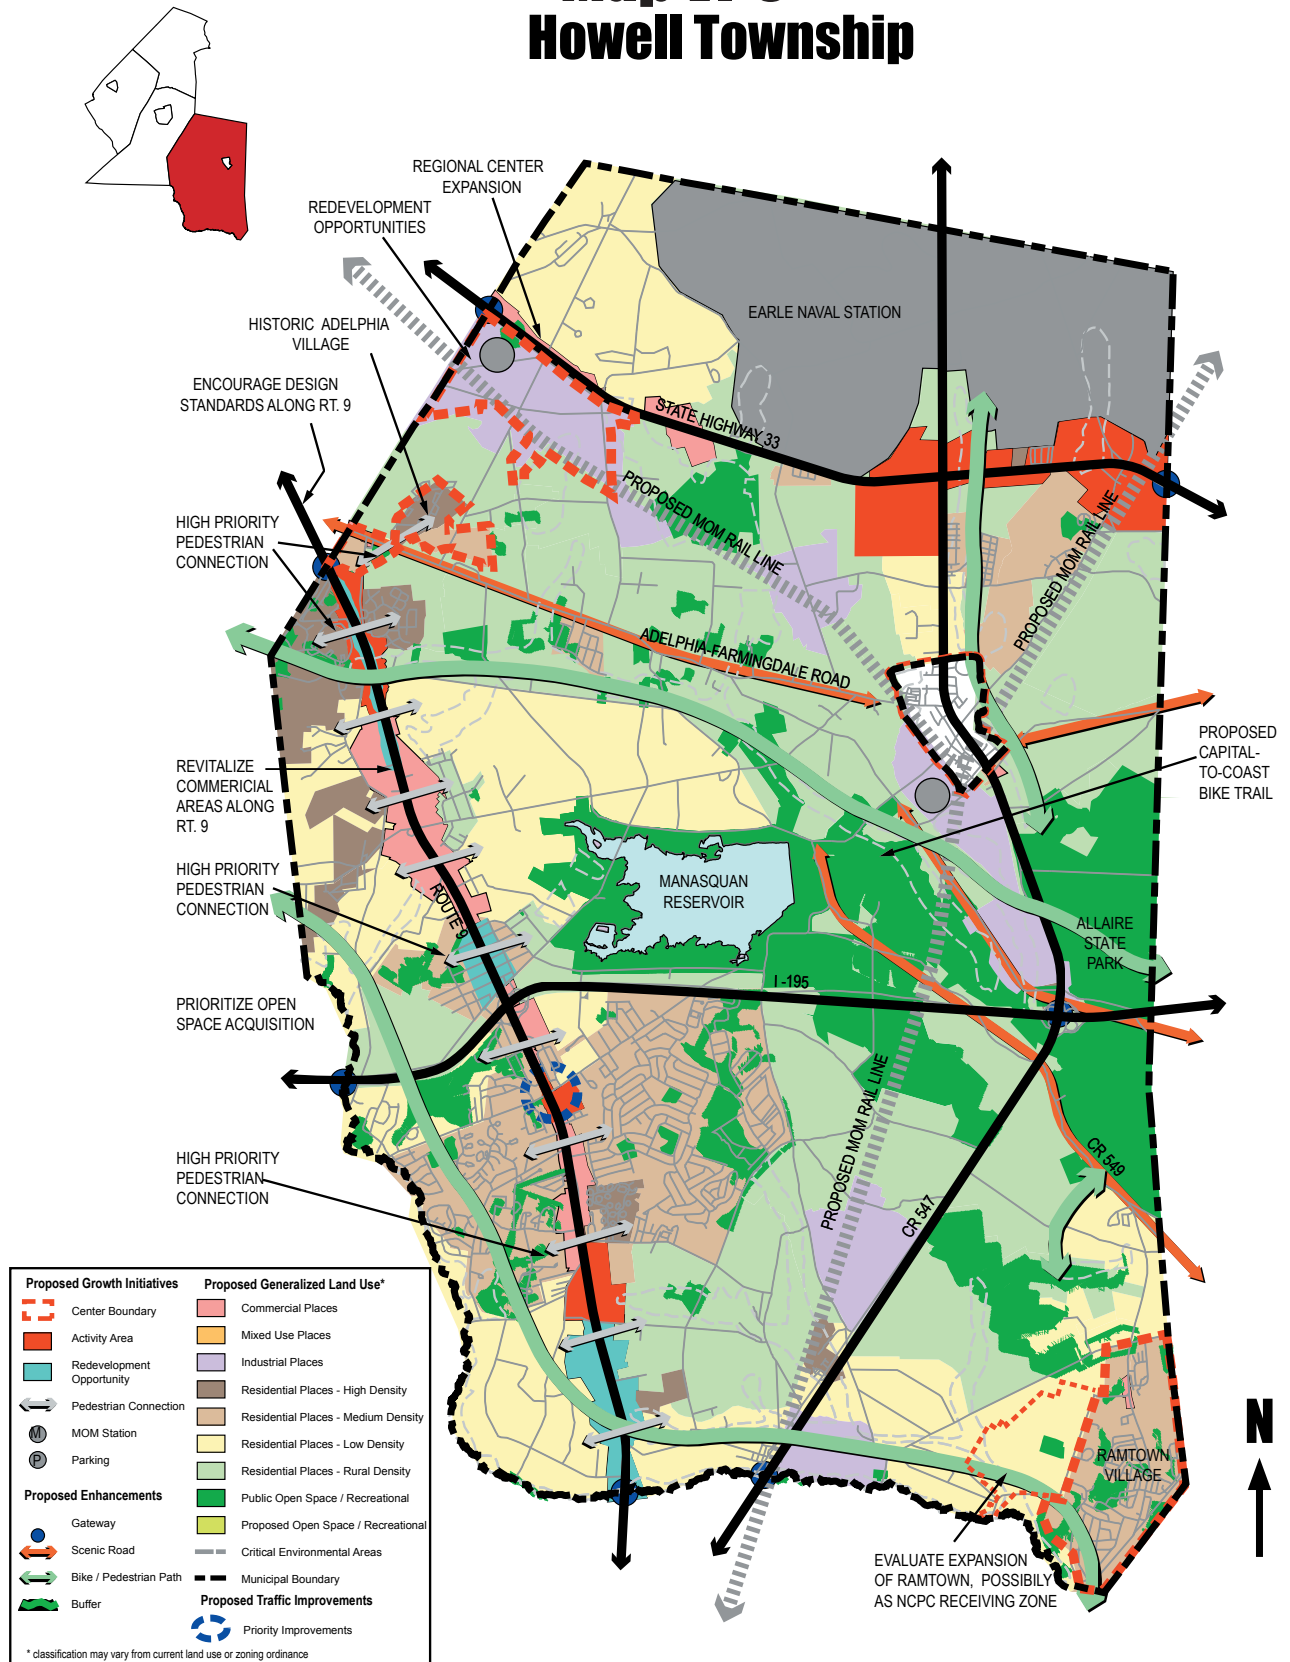 Howell Township
REGIONAL CENTER
EXPANSION
REDEVELOPMENT
OPPORTUNITIES
HISTORIC ADELPHIA
VILLAGE
ENCOURAGE DESIGN
STANDARDS ALONG RT. 9
EARLE NAVAL STATION
STATE HIGHWAY 33
PROPOSED MOM RAIL LINE
PROPOSED MOM RAIL LINE
HIGH PRIORITY
PEDESTRIAN
CONNECTION
ADELPHIA-FARMINGDALE ROAD
PROPOSED
CAPITAL-
TO-COAST
BIKE TRAIL
REVITALIZE
COMMERICIAL
AREAS ALONG
RT. 9
HIGH PRIORITY
PEDESTRIAN
CONNECTION
ROUTE 9
MANASQUAN
RESERVOIR
ALLAIRE
STATE
PARK
I -195
PRIORITIZE OPEN
SPACE ACQUISITION
PROPOSED MOM RAIL LINE
CR 549
CR 547
HIGH PRIORITY
PEDESTRIAN
CONNECTION
RAMTOWN
VILLAGE
EVALUATE EXPANSION
OF RAMTOWN, POSSIBILY
AS NCPC RECEIVING ZONE
N
Proposed Growth Initiatives
Center Boundary
Activity Area
Redevelopment
Opportunity
Pedestrian Connection
M MOM Station
P Parking
Proposed Enhancements
Gateway
Scenic Road
Bike / Pedestrian Path
Buffer
Proposed Generalized Land Use*
Commercial Places
Mixed Use Places
Industrial Places
Residential Places - High Density
Residential Places - Medium Density
Residential Places - Low Density
Residential Places - Rural Density
Public Open Space / Recreational
Proposed Open Space / Recreational
Critical Environmental Areas
Municipal Boundary
Proposed Traffic Improvements
Priority Improvements
* classification may vary from current land use or zoning ordinance